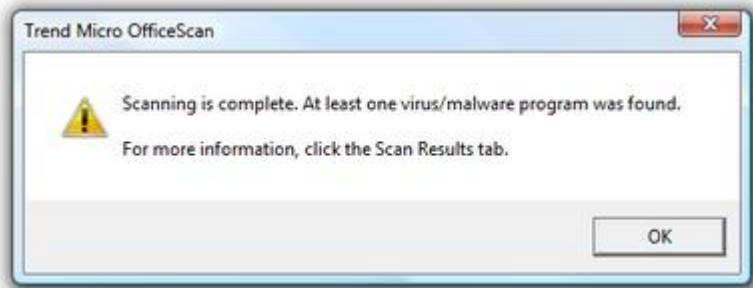 Trend Micro OfficeScan
Scanning is complete. At least one virus/malware program was found.
For more information, click the Scan Results tab.
OK